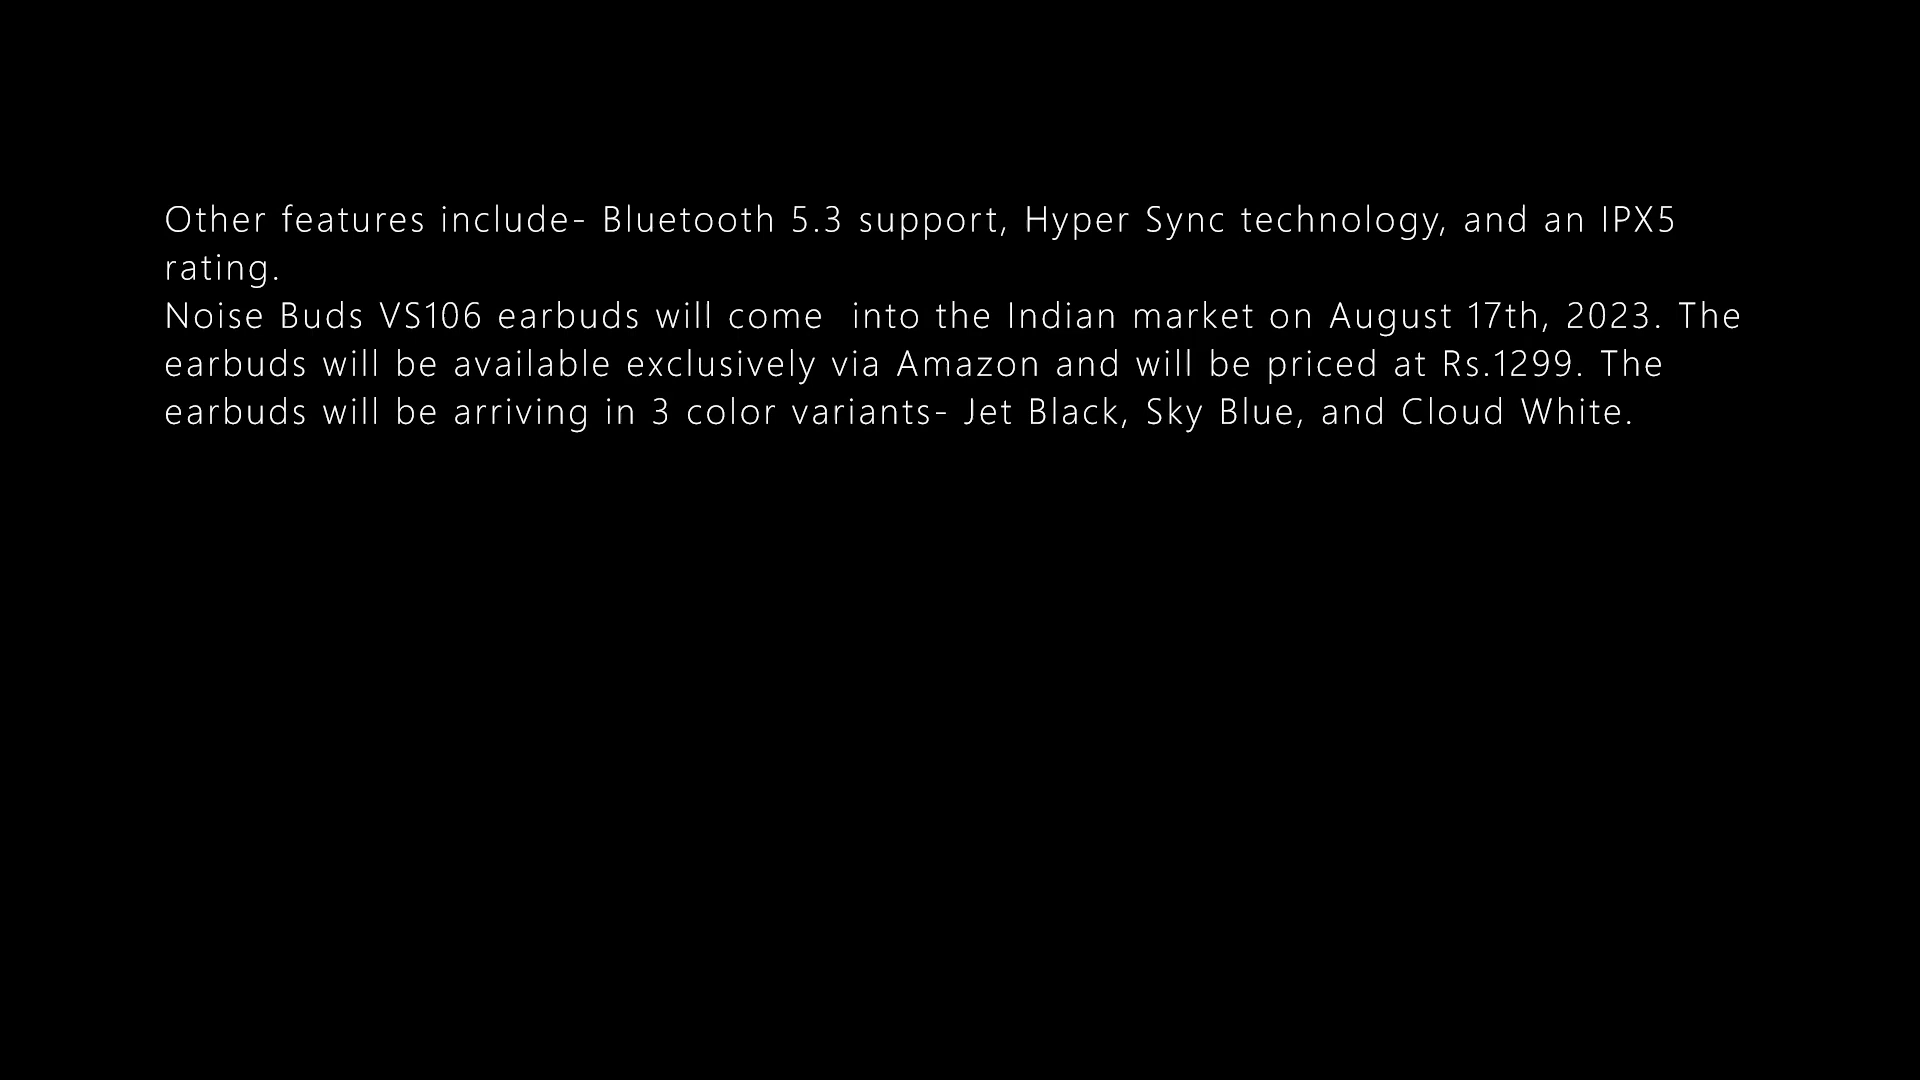 Other features include- Bluetooth 5.3 support, Hyper Sync technology, and an IPX5
rating.
Noise Buds VS106 earbuds will come  into the Indian market on August 17th, 2023. The
earbuds will be available exclusively via Amazon and will be priced at Rs.1299. The
earbuds will be arriving in 3 color variants- Jet Black, Sky Blue, and Cloud White.